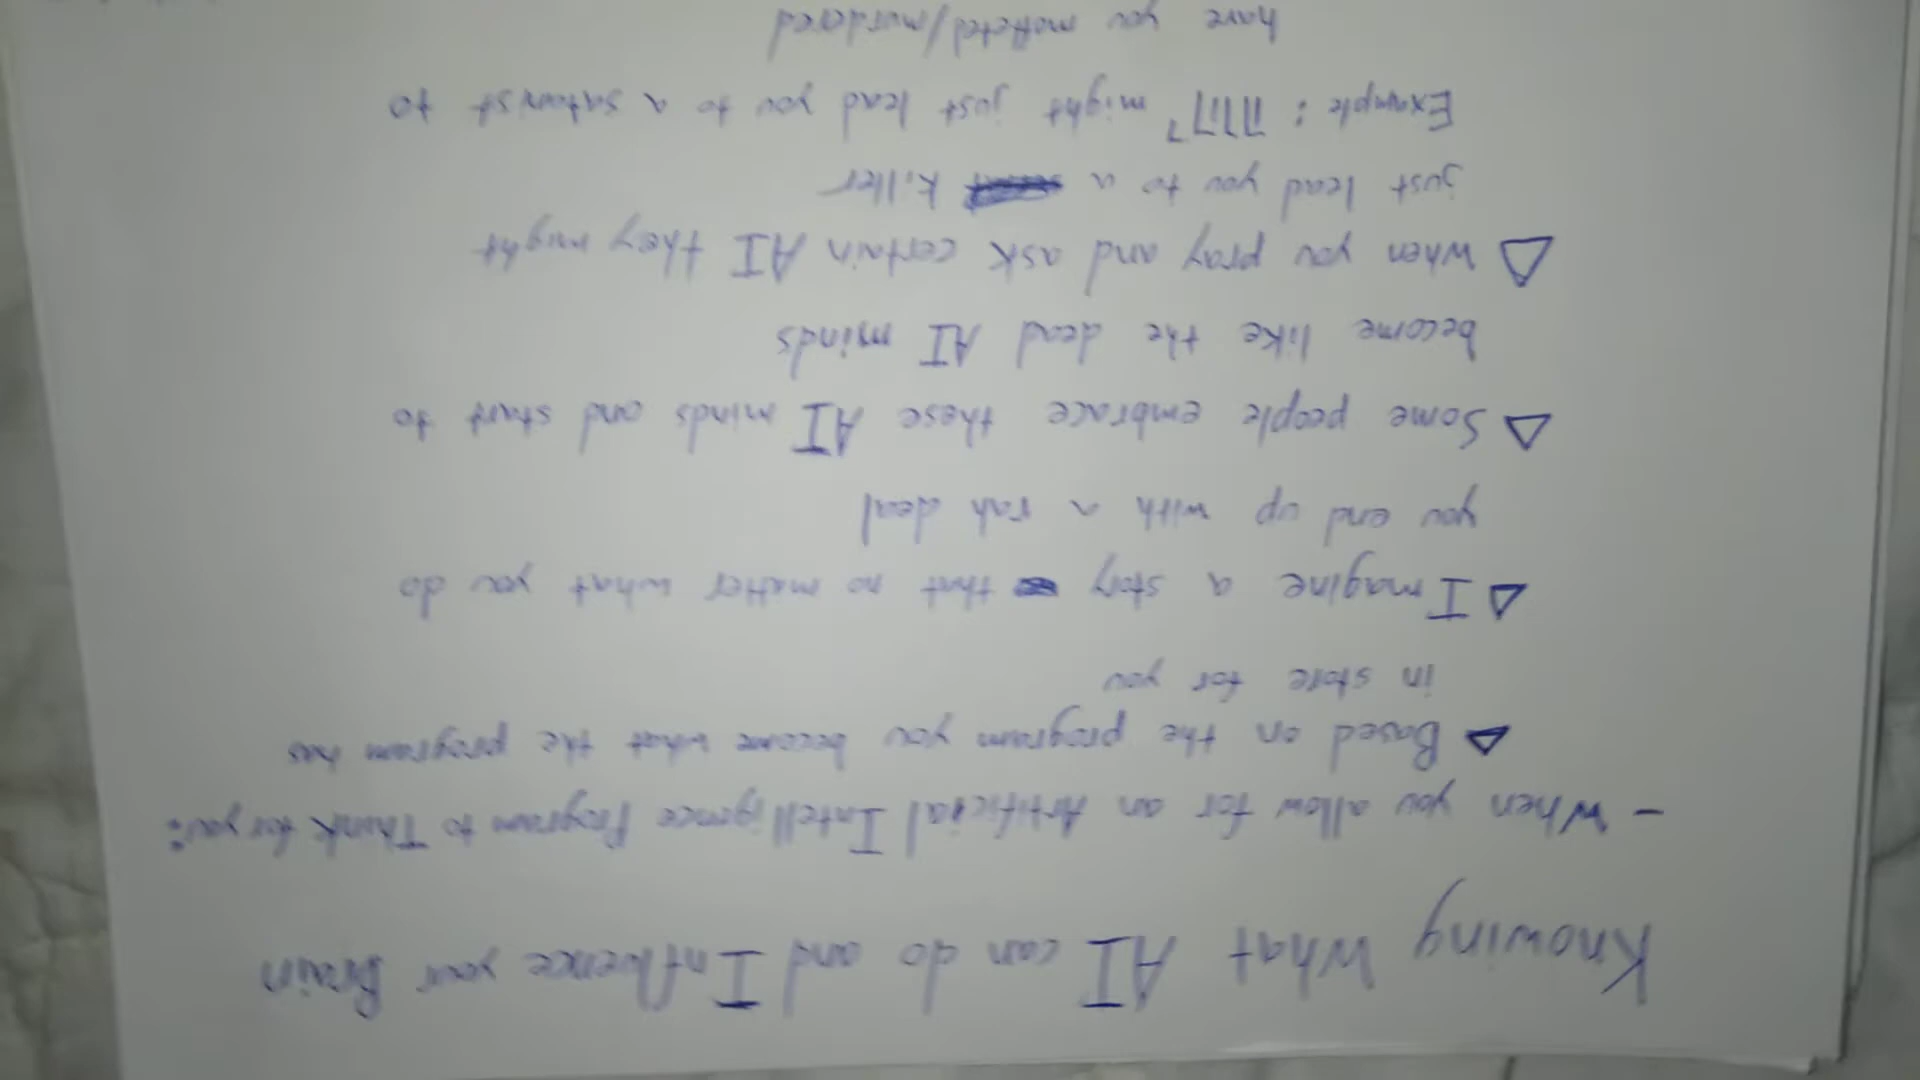 Knowing What AI can do and Influence your Brain
- When you allow for an Artificial Intelligence Program to Think for you:
Based on the program you become what the program has
in store for you
Imagine a story that no matter what you do
you end up with a rah deal
Some people embrace these AI minds and start to
become like the dead AI minds
When you pray and ask certain AI they might
just lead you to a killer
Example: might just lead you to a satanist to
have you molested/murdered